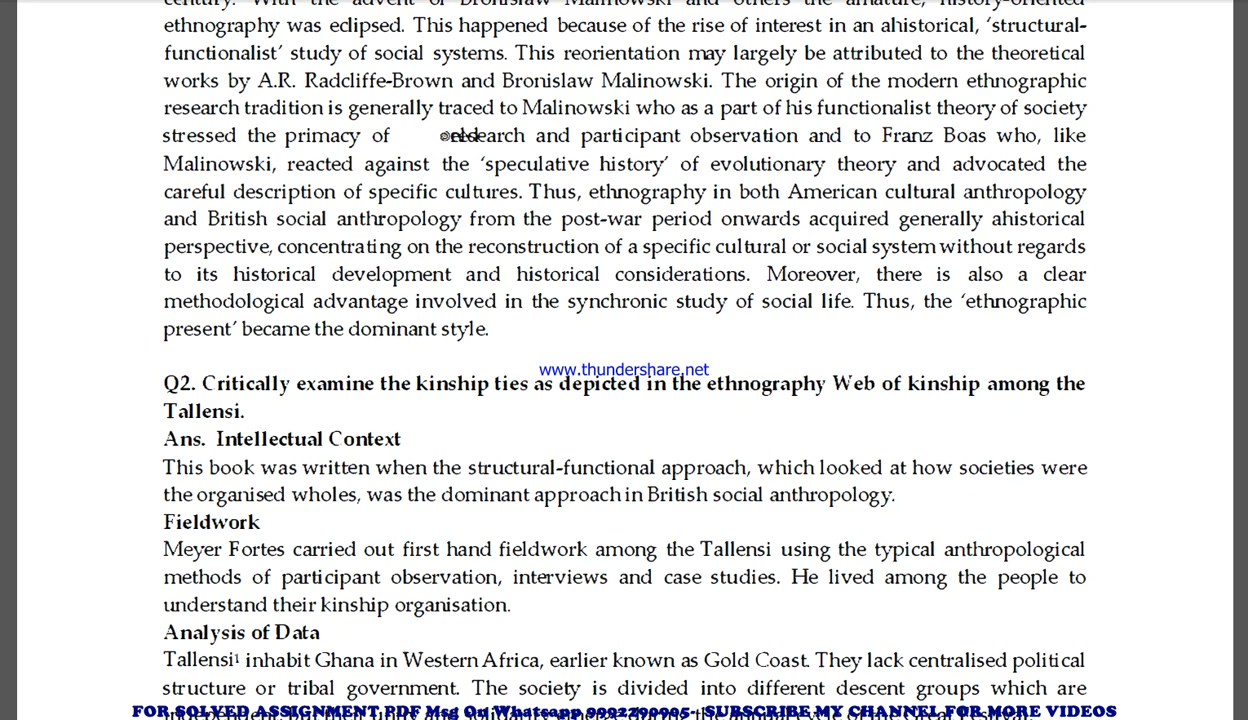 century. With the advent of Bronislaw Malinowski and others the amature, history-oriented
ethnography was eclipsed. This happened because of the rise of interest in an ahistorical, ‘structural-
functionalist’ study of social systems. This reorientation may largely be attributed to the theoretical
works by A.R. Radcliffe-Brown and Bronislaw Malinowski. The origin of the modern ethnographic
research tradition is generally traced to Malinowski who as a part of his functionalist theory of society
stressed the primacy of research and participant observation and to Franz Boas who, like
Malinowski, reacted against the ‘speculative history’ of evolutionary theory and advocated the
careful description of specific cultures. Thus, ethnography in both American cultural anthropology
and British social anthropology from the post-war period onwards acquired generally ahistorical
perspective, concentrating on the reconstruction of a specific cultural or social system without regards
to its historical development and historical considerations. Moreover, there is also a clear
methodological advantage involved in the synchronic study of social life. Thus, the ‘ethnographic
present’ became the dominant style.
www.thundershare.net
Q2. Critically examine the kinship ties as depicted in the ethnography Web of kinship among the
Tallensi.
Ans. Intellectual Context
This book was written when the structural-functional approach, which looked at how societies were
the organised wholes, was the dominant approach in British social anthropology.
Fieldwork
Meyer Fortes carried out first hand fieldwork among the Tallensi using the typical anthropological
methods of participant observation, interviews and case studies. He lived among the people to
understand their kinship organisation.
Analysis of Data
Tallensi¹ inhabit Ghana in Western Africa, earlier known as Gold Coast. They lack centralised political
structure or tribal government. The society is divided into different descent groups which are
FOR SOLVED ASSIGNMENT PDF Msg On Whatsapp 9992290905- SUBSCRIBE MY CHANNEL FOR MORE VIDEOS